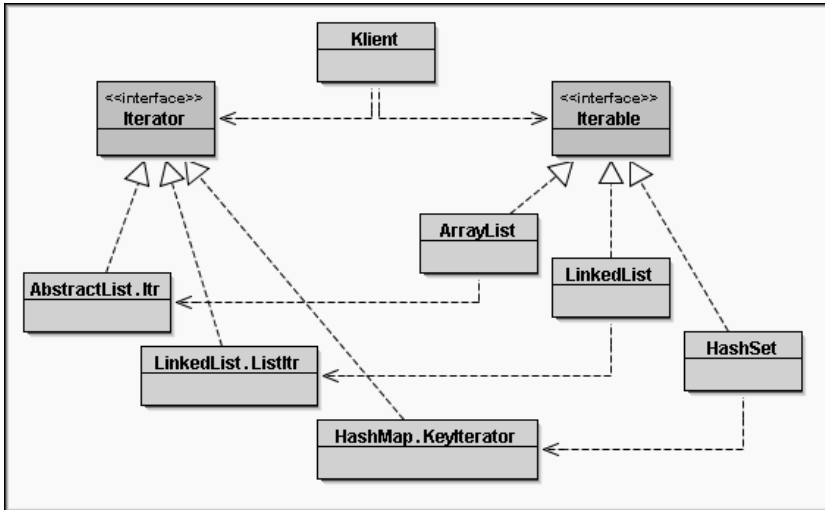 Klient
<<interface>>
Iterator
<<interface>>
Iterable
ArrayList
AbstractList.Itr
LinkedList
LinkedList.ListItr
HashSet
HashMap.KeyIterator